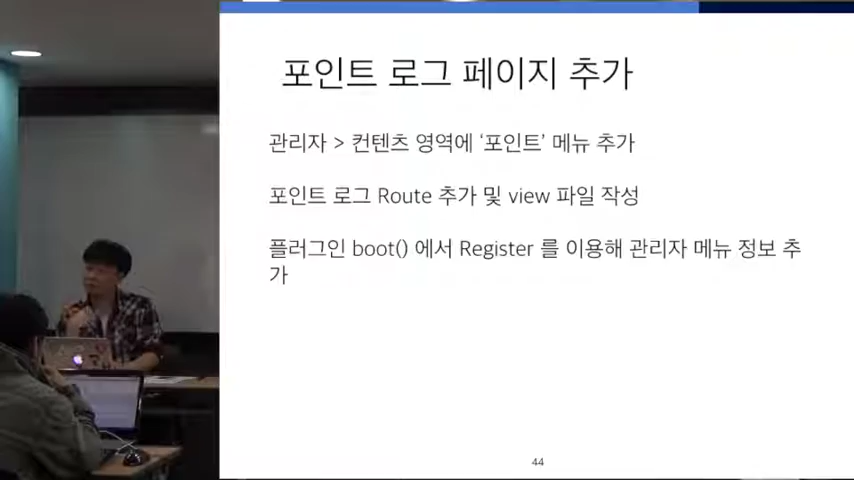 포인트 로그 페이지 추가
관리자 > 컨텐츠 영역에 ‘포인트’ 메뉴 추가
포인트 로그 Route 추가 및 view 파일 작성
플러그인 boot() 에서 Register 를 이용해 관리자 메뉴 정보 추
가
44